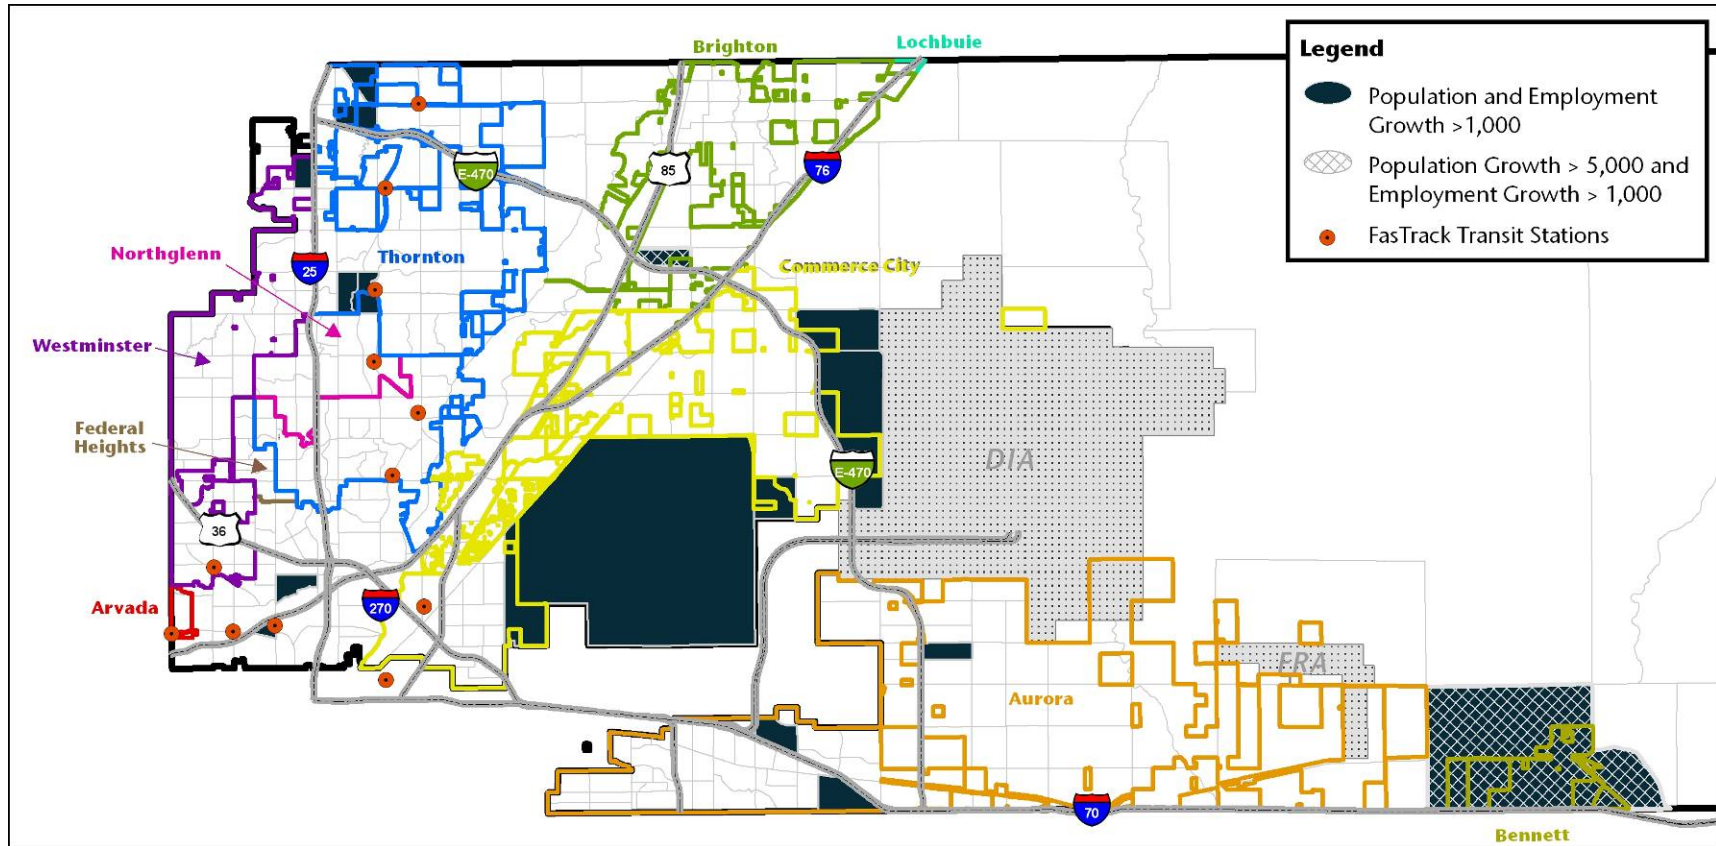 Brighton
Lochbuie
Legend
Population and Employment
Growth >1,000
Population Growth > 5,000 and
Employment Growth > 1,000
FasTrack Transit Stations
E-470
85
76
Northglenn
Thornton
25
Commerce City
Westminster
Federal
Heights
DIA
E-470
36
Arvada
270
FRA
Aurora
70
Bennett